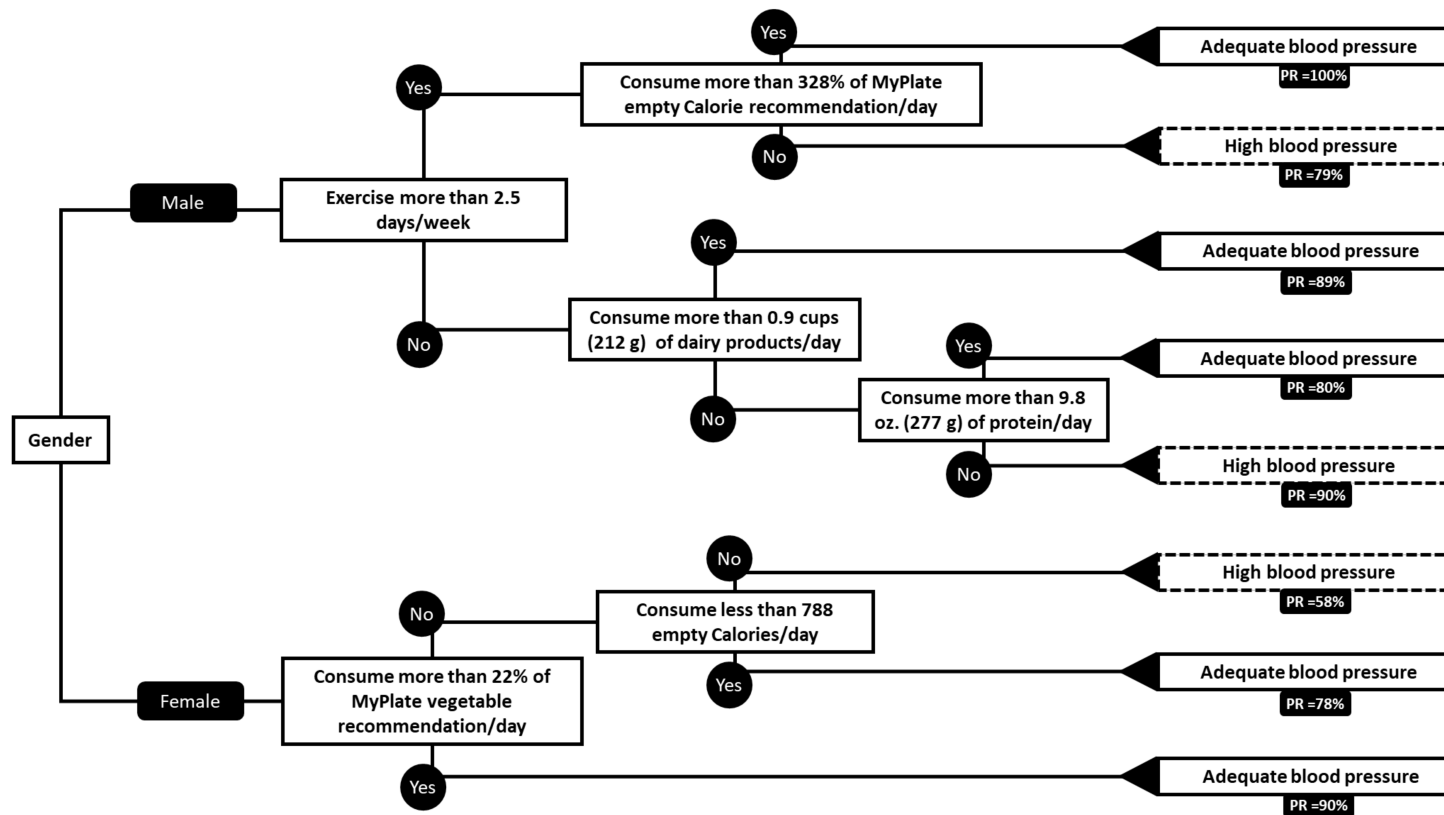 Yes
Adequate blood pressure
PR =100%
Consume more than 328% of MyPlate
empty Calorie recommendation/day
Yes
No
High blood pressure
PR =79%
Male
Exercise more than 2.5
days/week
Yes
Adequate blood pressure
PR =89%
Consume more than 0.9 cups
(212 g) of dairy products/day
No
Yes
Adequate blood pressure
PR =80%
Consume more than 9.8
oz. (277 g) of protein/day
No
Gender
No
High blood pressure
PR =90%
No
High blood pressure
PR =58%
Consume less than 788
empty Calories/day
No
Yes
Adequate blood pressure
PR =78%
Female
Consume more than 22% of
MyPlate vegetable
recommendation/day
Yes
Adequate blood pressure
PR =90%